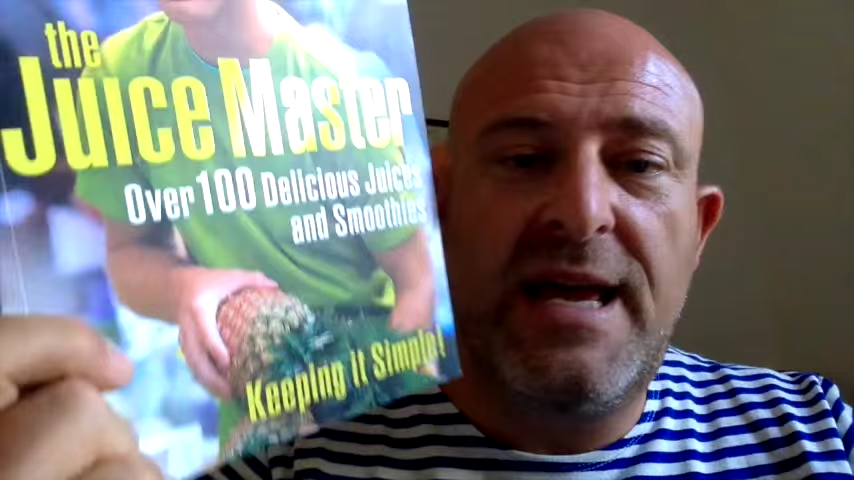 the
Juice Master
Over 100 Delicious Juices
and Smoothies
Keeping it Simple!